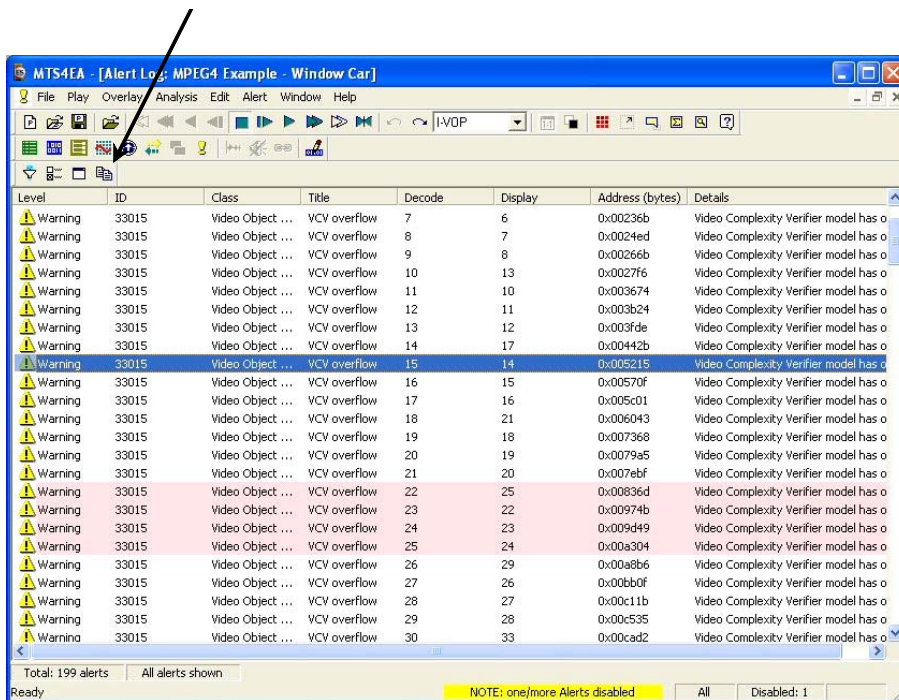 MTS4EA - [Alert Log: MPEG4 Example - Window Car]
File Play Overlay Analysis Edit Alert Window Help
I-VOP
Level ID Class Title Decode Display Address (bytes) Details
Warning 33015 Video Object ... VCV overflow 7 6 0x00236b Video Complexity Verifier model has o
Warning 33015 Video Object ... VCV overflow 8 7 0x0024ed Video Complexity Verifier model has o
Warning 33015 Video Object ... VCV overflow 9 8 0x00266b Video Complexity Verifier model has o
Warning 33015 Video Object ... VCV overflow 10 13 0x0027f6 Video Complexity Verifier model has o
Warning 33015 Video Object ... VCV overflow 11 10 0x003674 Video Complexity Verifier model has o
Warning 33015 Video Object ... VCV overflow 12 11 0x003b24 Video Complexity Verifier model has o
Warning 33015 Video Object ... VCV overflow 13 12 0x003fde Video Complexity Verifier model has o
Warning 33015 Video Object ... VCV overflow 14 17 0x00442b Video Complexity Verifier model has o
Warning 33015 Video Object ... VCV overflow 15 14 0x005215 Video Complexity Verifier model has o
Warning 33015 Video Object ... VCV overflow 16 15 0x00570f Video Complexity Verifier model has o
Warning 33015 Video Object ... VCV overflow 17 16 0x005c01 Video Complexity Verifier model has o
Warning 33015 Video Object ... VCV overflow 18 21 0x006043 Video Complexity Verifier model has o
Warning 33015 Video Object ... VCV overflow 19 18 0x007368 Video Complexity Verifier model has o
Warning 33015 Video Object ... VCV overflow 20 19 0x0079a5 Video Complexity Verifier model has o
Warning 33015 Video Object ... VCV overflow 21 20 0x007ebf Video Complexity Verifier model has o
Warning 33015 Video Object ... VCV overflow 22 25 0x00836d Video Complexity Verifier model has o
Warning 33015 Video Object ... VCV overflow 23 22 0x00974b Video Complexity Verifier model has o
Warning 33015 Video Object ... VCV overflow 24 23 0x009d49 Video Complexity Verifier model has o
Warning 33015 Video Object ... VCV overflow 25 24 0x00a304 Video Complexity Verifier model has o
Warning 33015 Video Object ... VCV overflow 26 29 0x00a8b6 Video Complexity Verifier model has o
Warning 33015 Video Object ... VCV overflow 27 26 0x00bb0f Video Complexity Verifier model has o
Warning 33015 Video Object ... VCV overflow 28 27 0x00c11b Video Complexity Verifier model has o
Warning 33015 Video Object ... VCV overflow 29 28 0x00c535 Video Complexity Verifier model has o
Warning 33015 Video Object ... VCV overflow 30 33 0x00cad2 Video Complexity Verifier model has o
Total: 199 alerts All alerts shown
Ready NOTE: one/more Alerts disabled All Disabled: 1